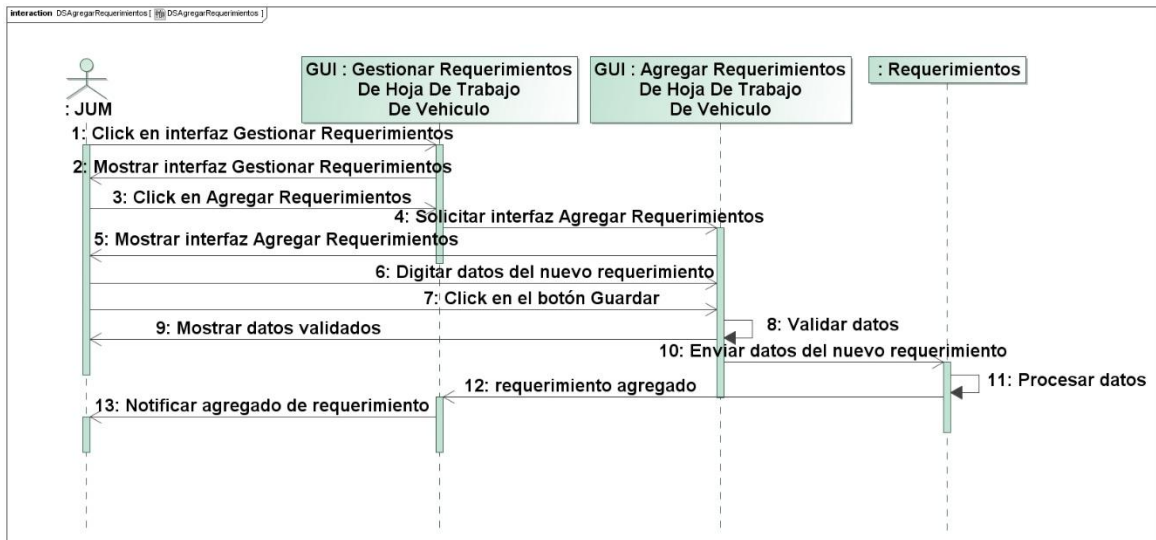 interaction DSAgregarRequerimientos [ DSAgregarRequerimientos ]
: JUM
GUI : Gestionar Requerimientos
De Hoja De Trabajo
De Vehiculo
GUI : Agregar Requerimientos
De Hoja De Trabajo
De Vehiculo
: Requerimientos
1: Click en interfaz Gestionar Requerimientos
2: Mostrar interfaz Gestionar Requerimientos
3: Click en Agregar Requerimientos
4: Solicitar interfaz Agregar Requerimientos
5: Mostrar interfaz Agregar Requerimientos
6: Digitar datos del nuevo requerimiento
7: Click en el botón Guardar
8: Validar datos
9: Mostrar datos validados
10: Enviar datos del nuevo requerimiento
11: Procesar datos
12: requerimiento agregado
13: Notificar agregado de requerimiento